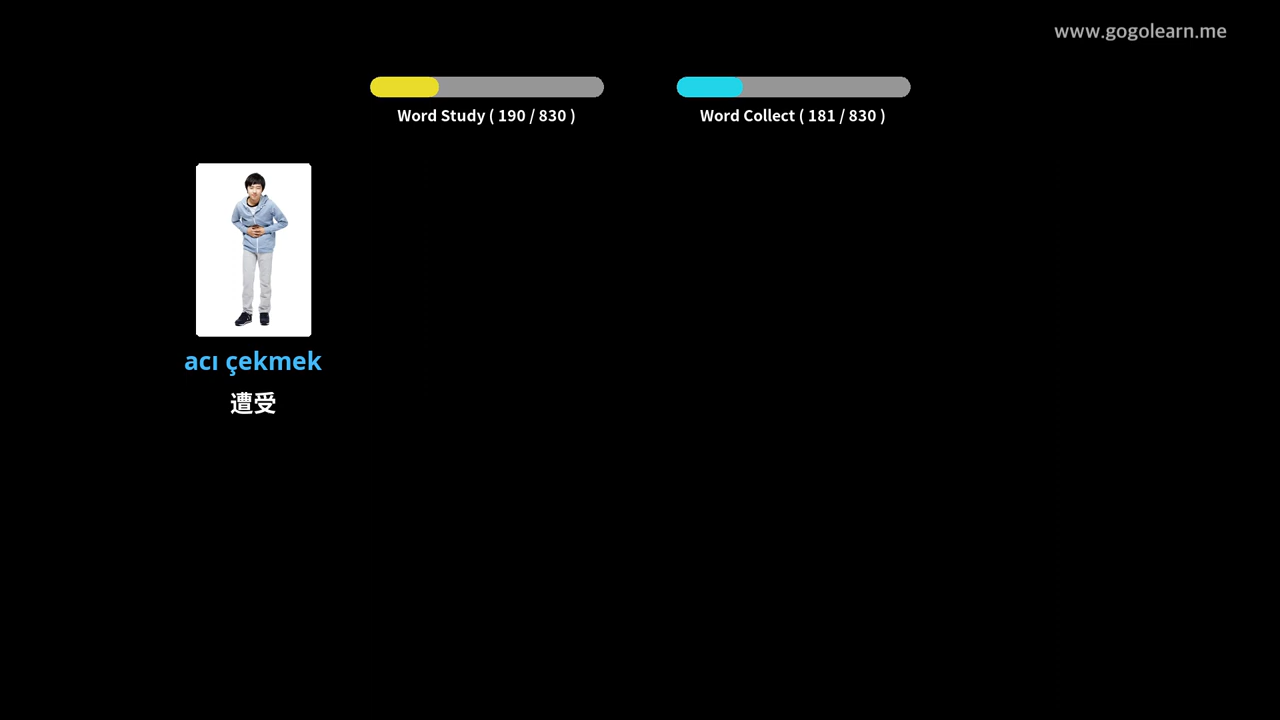 www.gogolearn.me
Word Study ( 190 / 830 )
Word Collect ( 181 / 830 )
acı çekmek
遭受